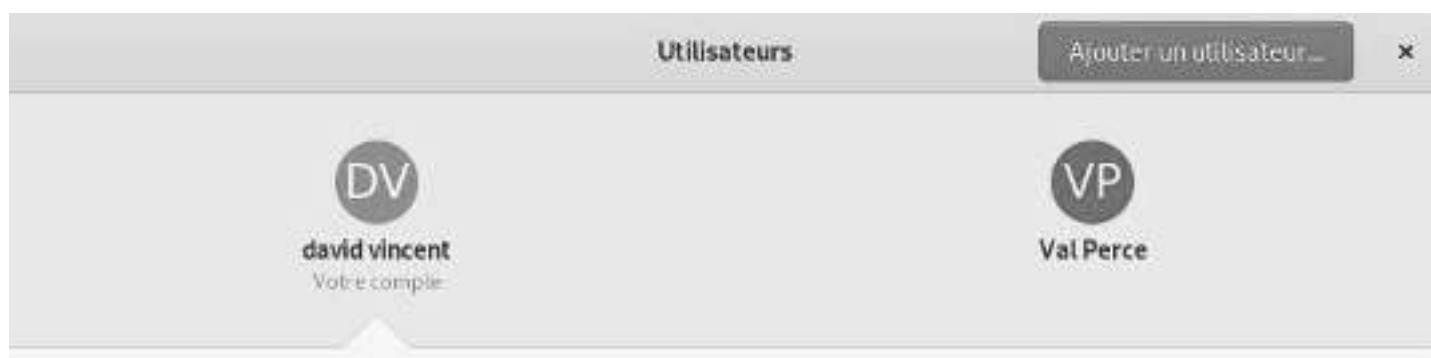 Utilisateurs
Ajouter un utilisateur...
×
DV
VP
david vincent
Val Perce
Votre compte